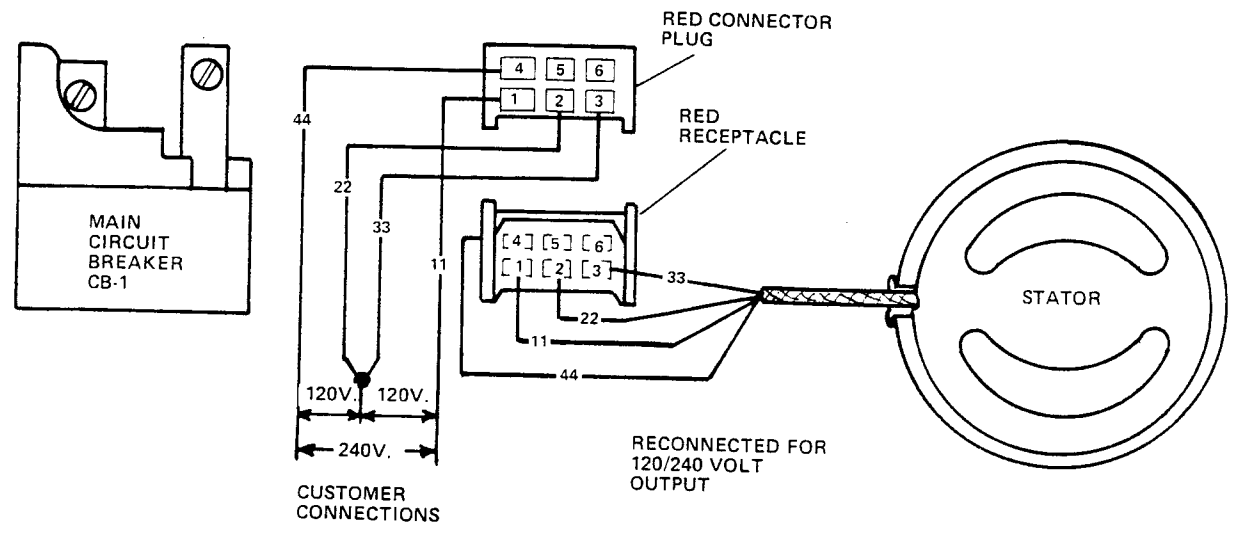 RED CONNECTOR
PLUG
4 5 6
1 2 3
44
RED
RECEPTACLE
22
33
11
4 5 6
1 2 3
33
22
11
44
MAIN
CIRCUIT
BREAKER
CB-1
STATOR
120V. 120V.
240V.
RECONNECTED FOR
120/240 VOLT
OUTPUT
CUSTOMER
CONNECTIONS